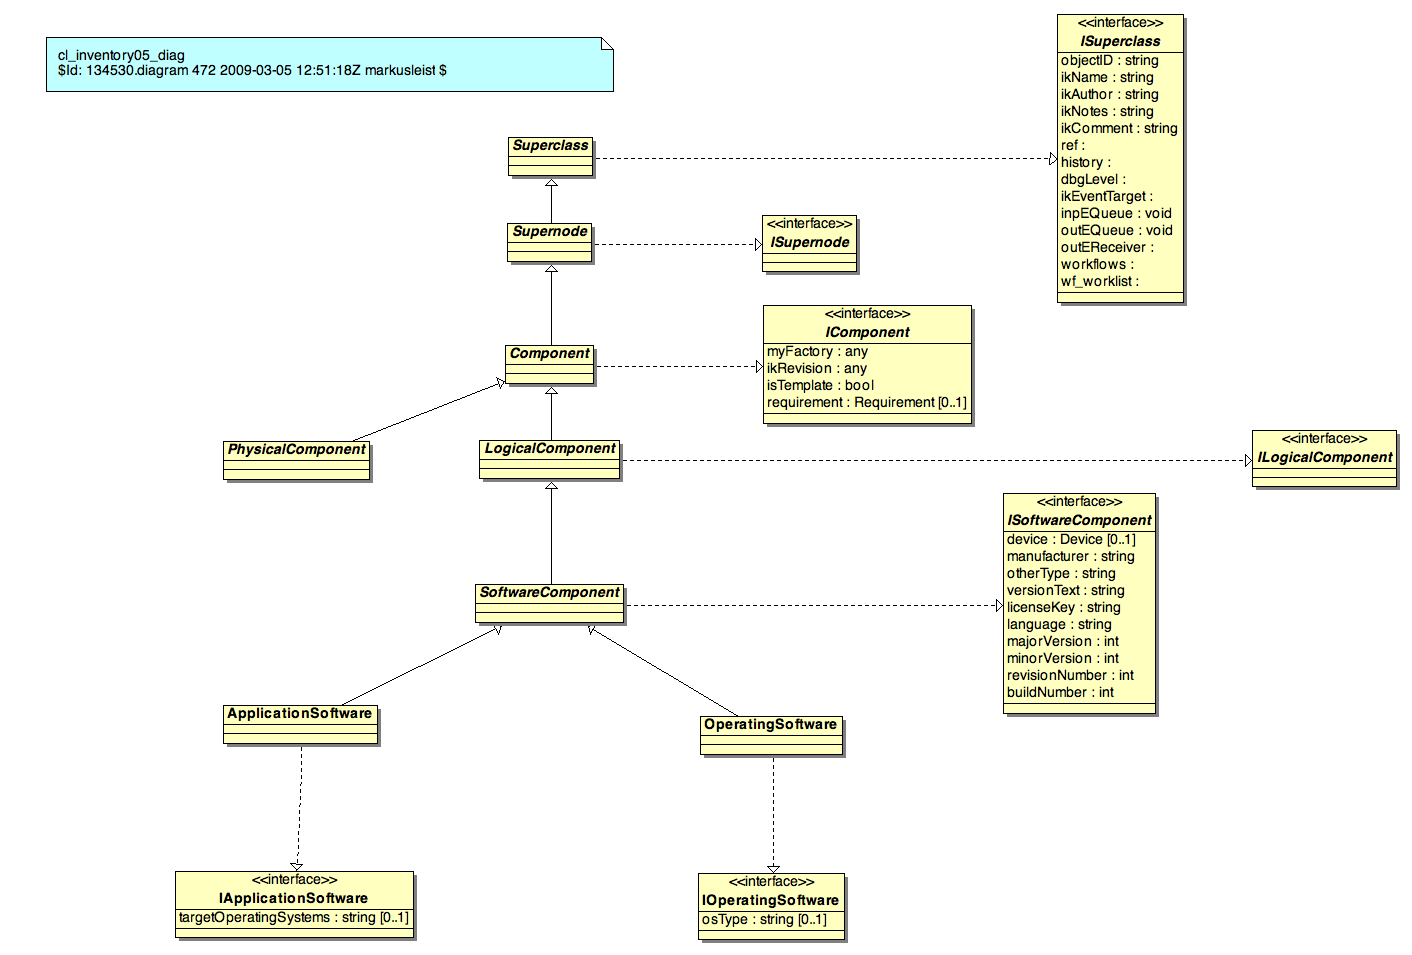 cl_inventory05_diag
$Id: 134530.diagram 472 2009-03-05 12:51:18Z markusleist $
<<interface>>
ISuperclass
objectID : string
ikName : string
ikAuthor : string
ikNotes : string
ikComment : string
ref :
history :
dbgLevel :
ikEventTarget :
inpEQueue : void
outEQueue : void
outEReceiver :
workflows :
wf_worklist :
Superclass
Supernode
<<interface>>
ISupernode
Component
<<interface>>
IComponent
myFactory : any
ikRevision : any
isTemplate : bool
requirement : Requirement [0..1]
PhysicalComponent
LogicalComponent
<<interface>>
ILogicalComponent
<<interface>>
ISoftwareComponent
device : Device [0..1]
manufacturer : string
otherType : string
versionText : string
licenseKey : string
language : string
majorVersion : int
minorVersion : int
revisionNumber : int
buildNumber : int
SoftwareComponent
ApplicationSoftware
OperatingSoftware
<<interface>>
IApplicationSoftware
targetOperatingSystems : string [0..1]
<<interface>>
IOperatingSoftware
osType : string [0..1]